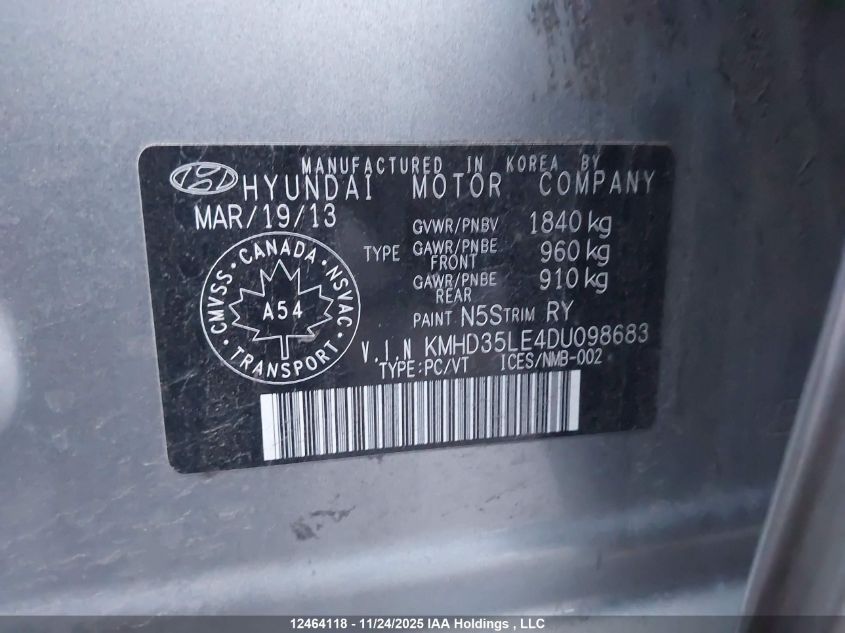 MANUFACTURED IN KOREA BY
HYUNDAI MOTOR COMPANY
MAR/19/13
GVWR/PNBV 1840 kg
TYPE GAWR/PNBE FRONT 960 kg
GAWR/PNBE REAR 910 kg
PAINT N5S TRIM RY
CMVSS • CANADA • NSVAC • TRANSPORT •
A54
V.I.N KMHD35LE4DU098683
TYPE:PC/VT ICES/NMB-002
12464118 - 11/24/2025 IAA Holdings , LLC